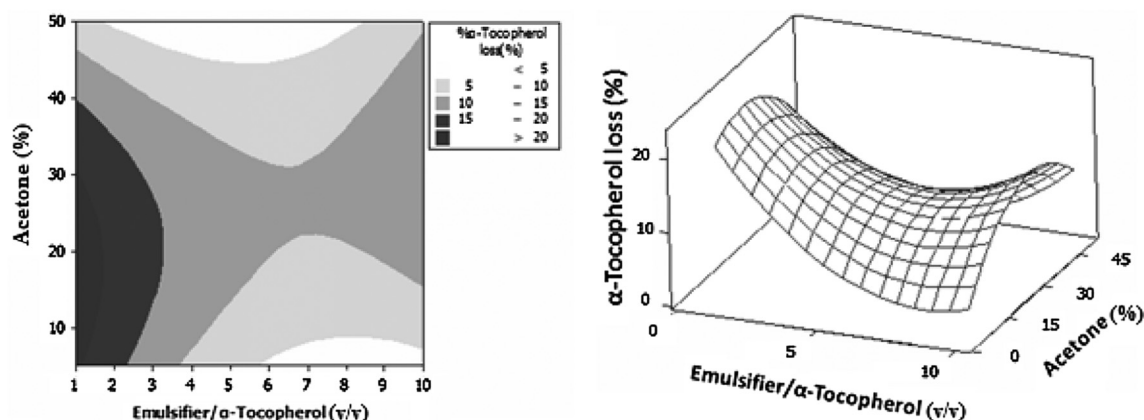 50
40
30
20
10
Acetone (%)
1 2 3 4 5 6 7 8 9 10
Emulsifier/α-Tocopherol (v/v)
%α-Tocopherol
loss(%)
< 5
5 – 10
10 – 15
15 – 20
> 20
α-Tocopherol loss (%)
20
10
0
0
5
10
Emulsifier/α-Tocopherol (v/v)
0
15
30
45
Acetone (%)